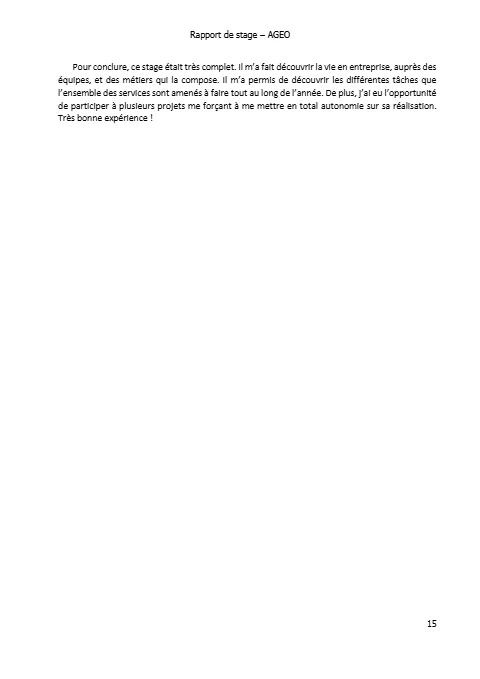 Rapport de stage – AGEO
Pour conclure, ce stage était très complet. Il m'a fait découvrir la vie en entreprise, auprès des
équipes, et des métiers qui la compose. Il m'a permis de découvrir les différentes tâches que
l'ensemble des services sont amenés à faire tout au long de l'année. De plus, j'ai eu l'opportunité
de participer à plusieurs projets me forçant à me mettre en total autonomie sur sa réalisation.
Très bonne expérience !
15